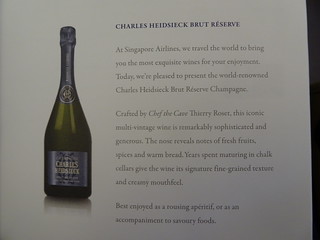 CHARLES HEIDSIECK BRUT RÉSERVE
At Singapore Airlines, we travel the world to bring
you the most exquisite wines for your enjoyment.
Today, we're pleased to present the world-renowned
Charles Heidsieck Brut Réserve Champagne.
Crafted by Chef the Cave Thierry Roset, this iconic
multi-vintage wine is remarkably sophisticated and
generous. The nose reveals notes of fresh fruits,
spices and warm bread. Years spent maturing in chalk
cellars give the wine its signature fine-grained texture
and creamy mouthfeel.
Best enjoyed as a rousing apéritif, or as an
accompaniment to savoury foods.
CHARLES
HEIDSIECK